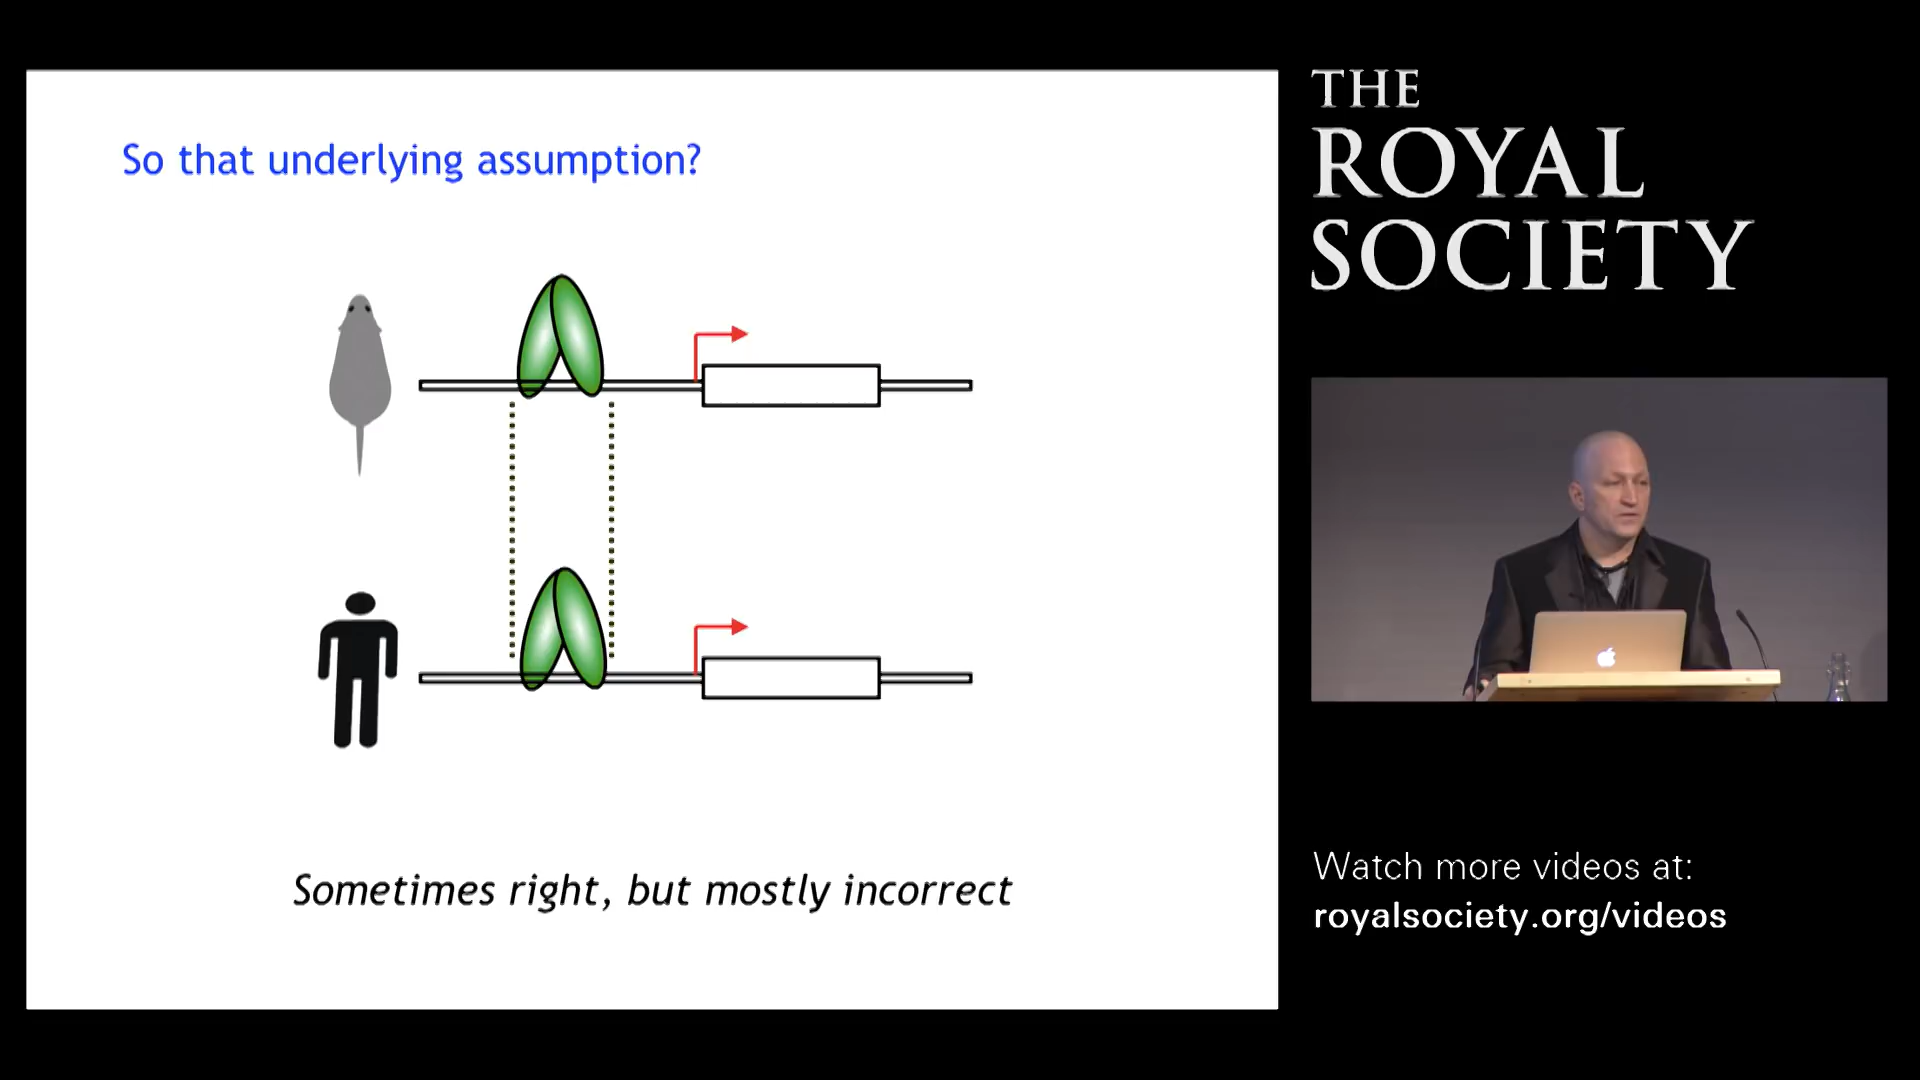 So that underlying assumption?
Sometimes right, but mostly incorrect
THE
ROYAL
SOCIETY
Watch more videos at:
royalsociety.org/videos